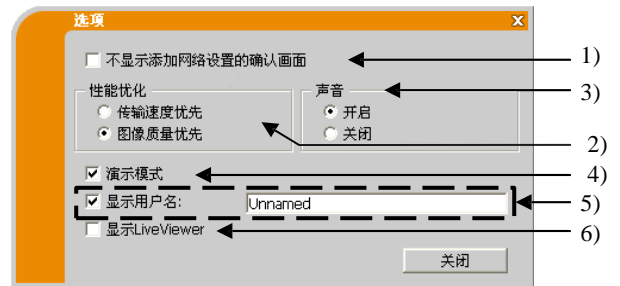 选项
不显示添加网络设置的确认画面 1)
性能优化 声音 3)
传输速度优先 开启
图像质量优先 关闭
2)
演示模式 4)
显示用户名: Unnamed 5)
显示LiveViewer 6)
关闭